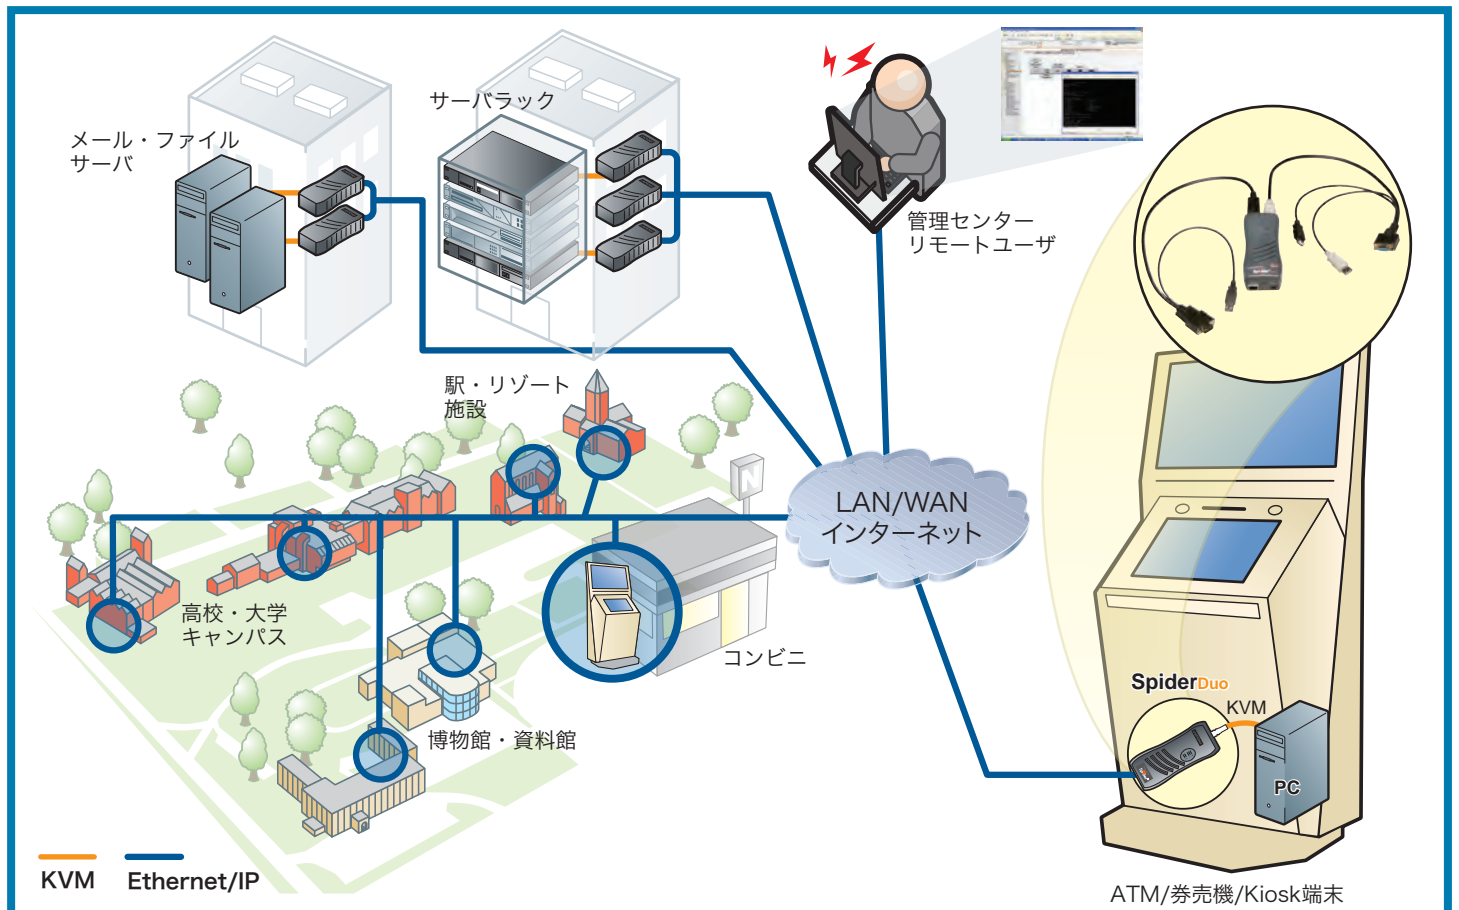 サーバラック
メール・ファイル
サーバ
管理センター
リモートユーザ
駅・リゾート
施設
N
LAN/WAN
インターネット
高校・大学
キャンパス
コンビニ
博物館・資料館
SpiderDuo
KVM
PC
KVM
Ethernet/IP
ATM/券売機/Kiosk端末